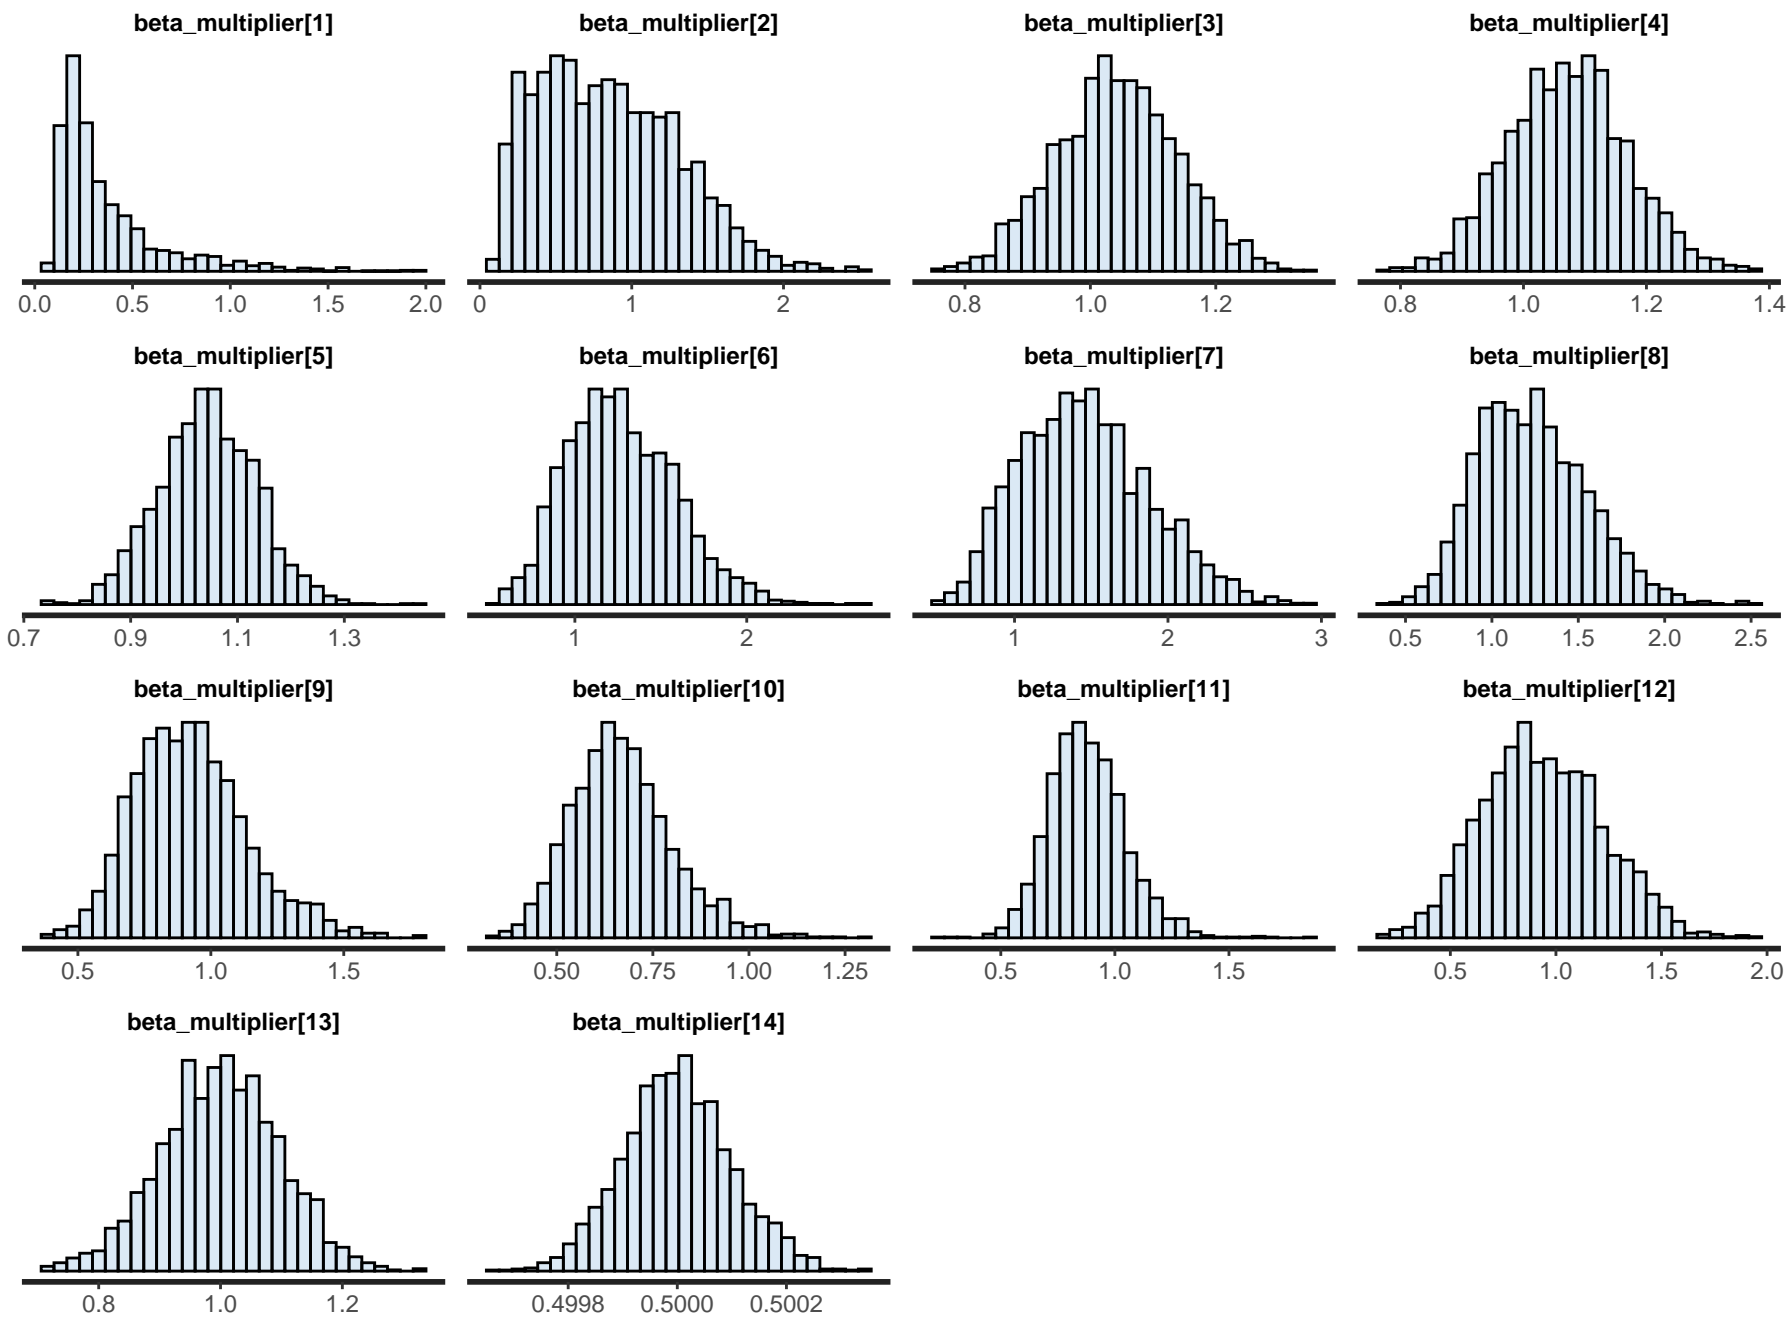 beta_multiplier[1] beta_multiplier[2] beta_multiplier[3] beta_multiplier[4]
0.0 0.5 1.0 1.5 2.0 0 1 2 0.8 1.0 1.2 0.8 1.0 1.2 1.4
beta_multiplier[5] beta_multiplier[6] beta_multiplier[7] beta_multiplier[8]
0.7 0.9 1.1 1.3 1 2 1 2 3 0.5 1.0 1.5 2.0 2.5
beta_multiplier[9] beta_multiplier[10] beta_multiplier[11] beta_multiplier[12]
0.5 1.0 1.5 0.50 0.75 1.00 1.25 0.5 1.0 1.5 0.5 1.0 1.5 2.0
beta_multiplier[13] beta_multiplier[14]
0.8 1.0 1.2 0.4998 0.5000 0.5002